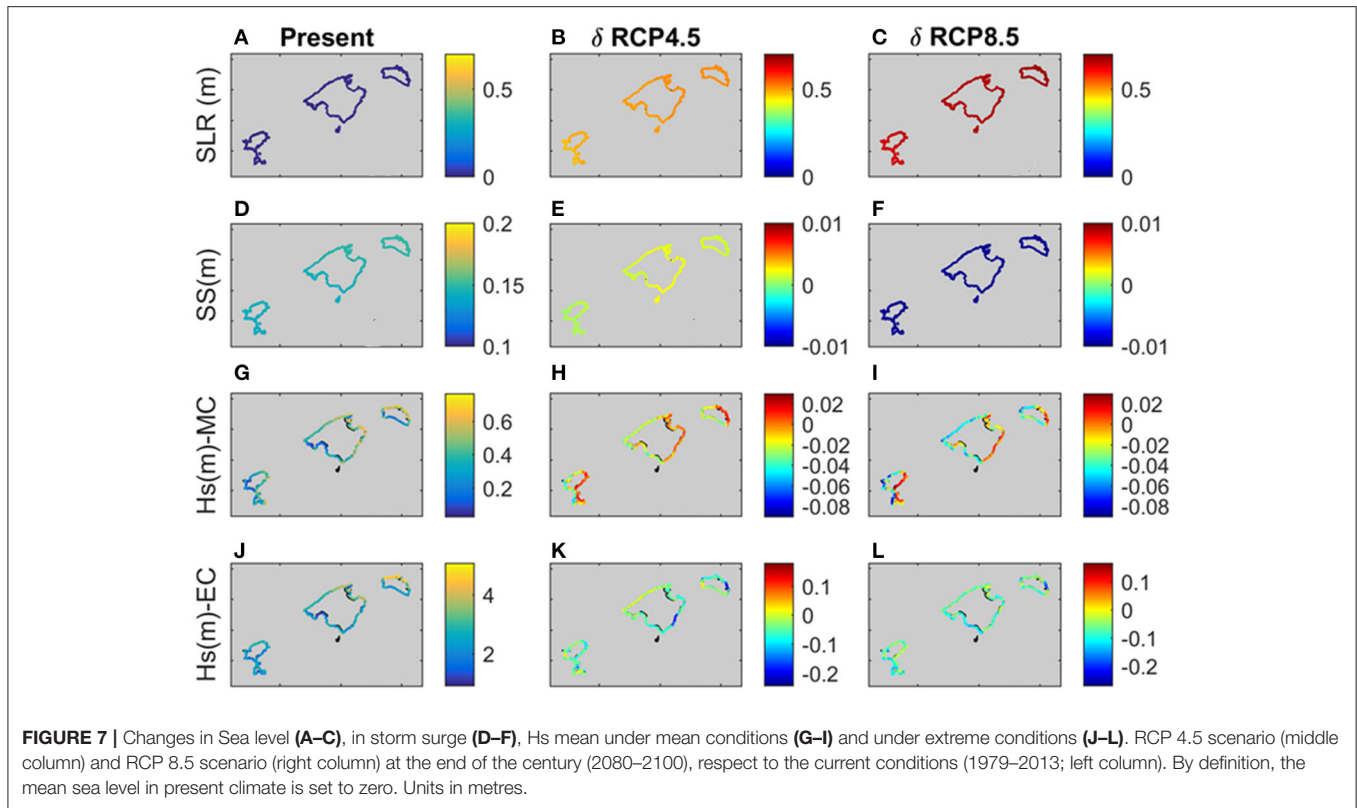 A Present
B δ RCP4.5
C δ RCP8.5
SLR (m)
0.5
0
0.5
0
0.5
0
D
E
F
SS(m)
0.2
0.15
0.1
0.01
0
-0.01
0.01
0
-0.01
G
H
I
Hs(m)-MC
0.6
0.4
0.2
0.02
0
-0.02
-0.04
-0.06
-0.08
0.02
0
-0.02
-0.04
-0.06
-0.08
J
K
L
Hs(m)-EC
4
2
0.1
0
-0.1
-0.2
0.1
0
-0.1
-0.2
FIGURE 7 | Changes in Sea level (A–C), in storm surge (D–F), Hs mean under mean conditions (G–I) and under extreme conditions (J–L). RCP 4.5 scenario (middle
column) and RCP 8.5 scenario (right column) at the end of the century (2080–2100), respect to the current conditions (1979–2013; left column). By definition, the
mean sea level in present climate is set to zero. Units in metres.